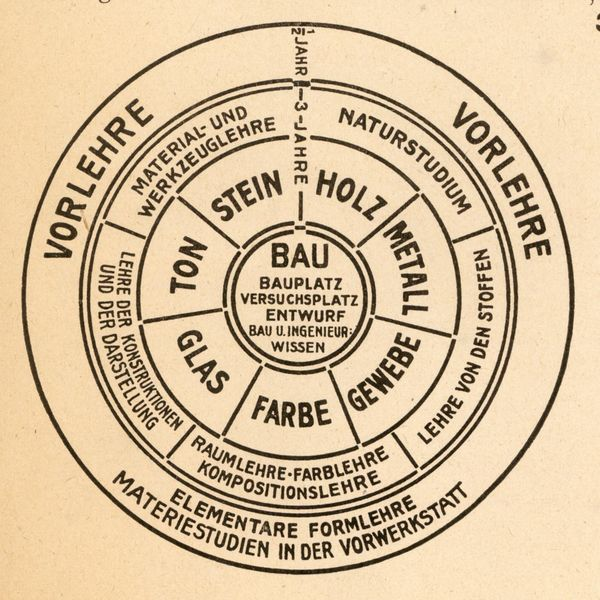 VORLEHRE
VORLEHRE
½ JAHR
3-JAHRE
MATERIAL-UND
WERKZEUGLEHRE
NATURSTUDIUM
LEHRE VON DEN STOFFEN
RAUMLEHRE·FARBLEHRE
KOMPOSITIONSLEHRE
LEHRE DER KONSTRUKTIONEN
UND DER DARSTELLUNG
STEIN
HOLZ
METALL
GEWEBE
FARBE
GLAS
TON
BAU
BAUPLATZ
VERSUCHSPLATZ
ENTWURF
BAU U. INGENIEUR:
WISSEN
ELEMENTARE FORMLEHRE
MATERIESTUDIEN IN DER VORWERKSTATT